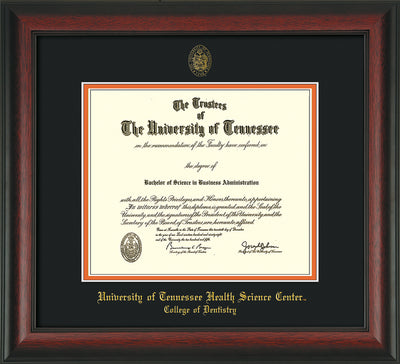 The Trustees
of
The University of Tennessee
on the recommendation of the Faculty have conferred on
the degree of
Bachelor of Science in Business Administration
with all the Rights, Privileges, and Honors thereunto appertaining
In witness whereof this diploma is granted under the Seal of the
University, and the signatures of the President of the University and the
Secretary of the Board of Trustees are hereunto affixed.
University of Tennessee Health Science Center™
College of Dentistry